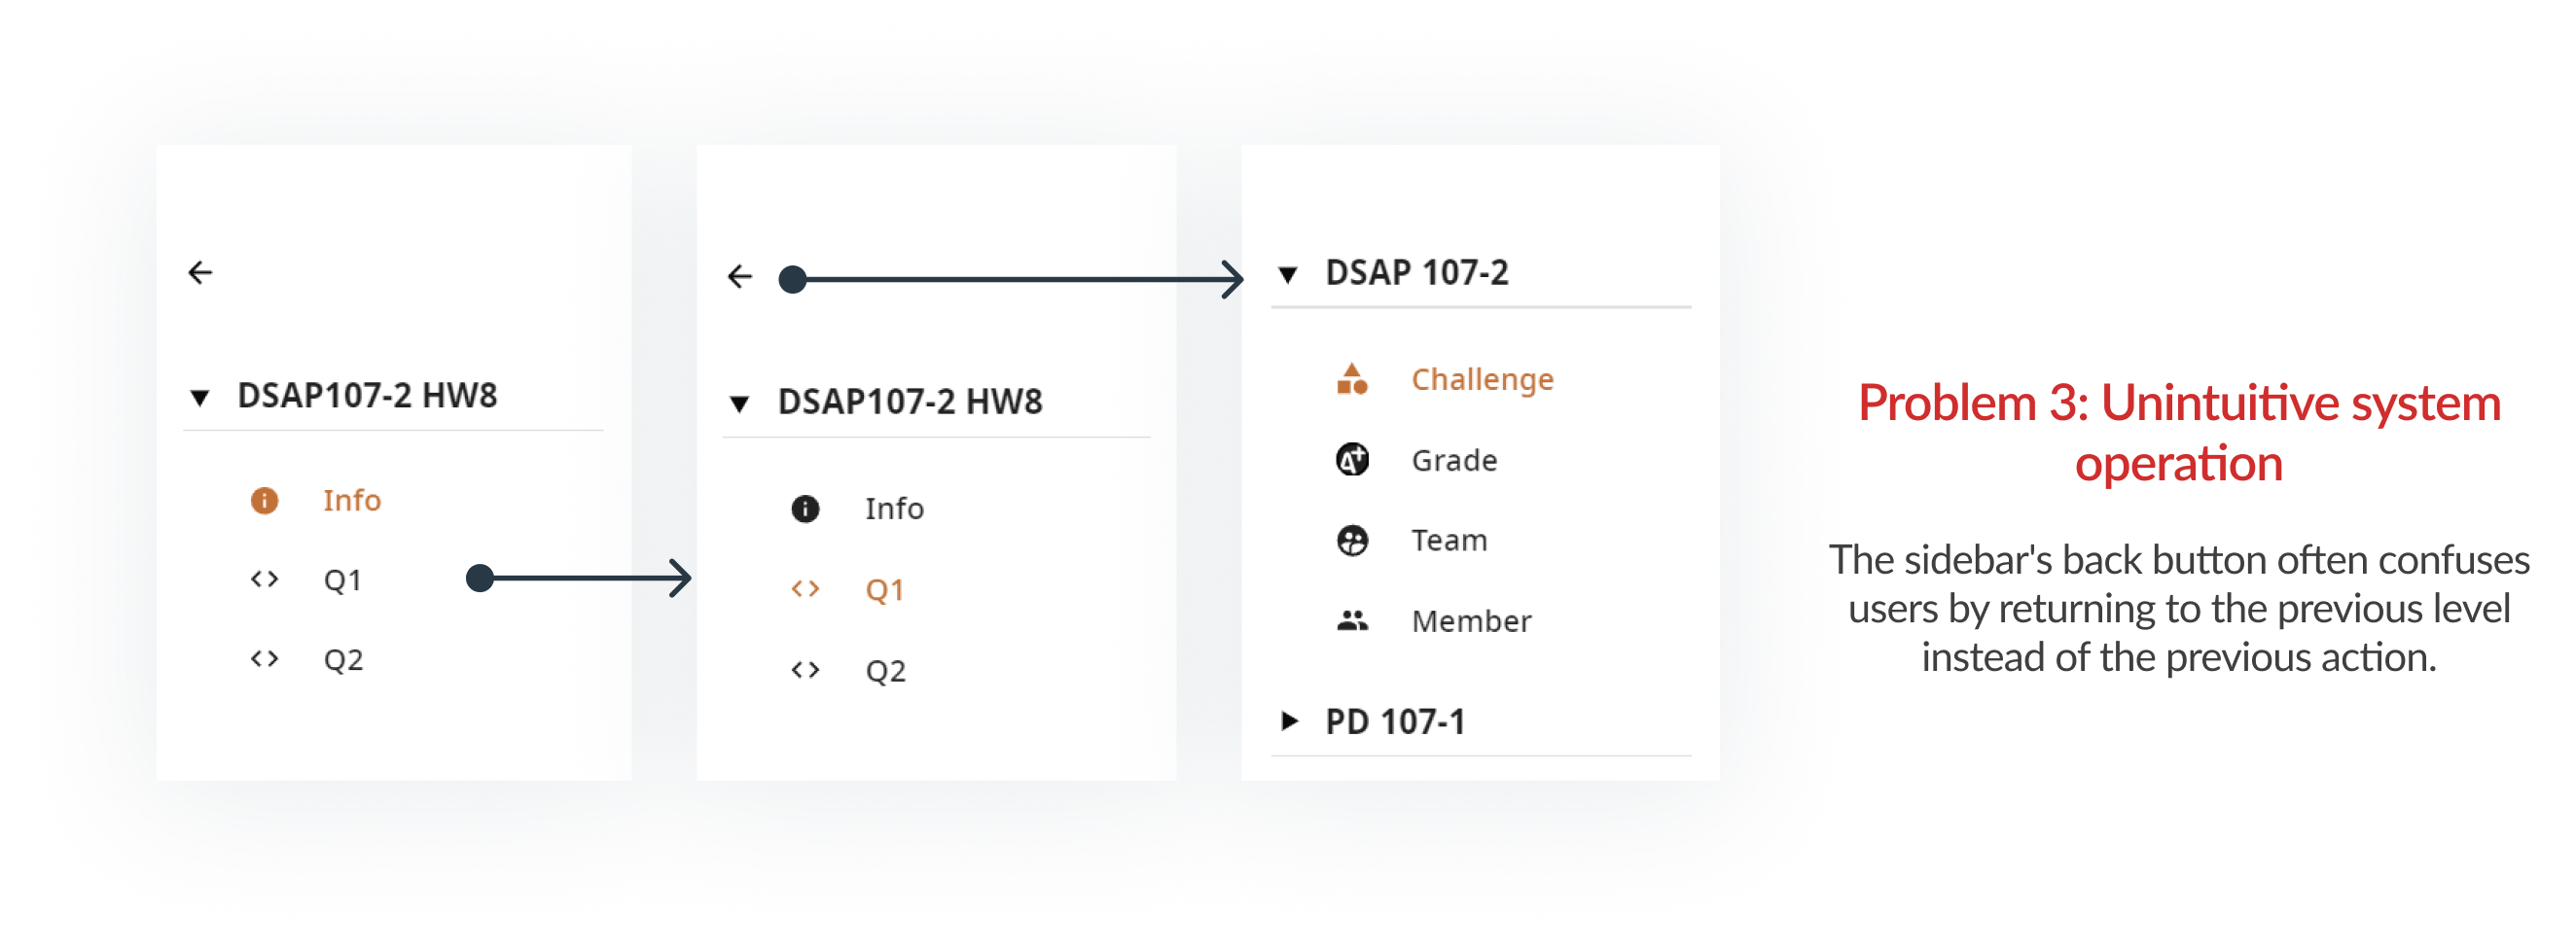 DSAP107-2 HW8
Info
Q1
Q2
DSAP107-2 HW8
Info
Q1
Q2
DSAP 107-2
Challenge
Grade
Team
Member
PD 107-1
Problem 3: Unintuitive system
operation
The sidebar's back button often confuses
users by returning to the previous level
instead of the previous action.